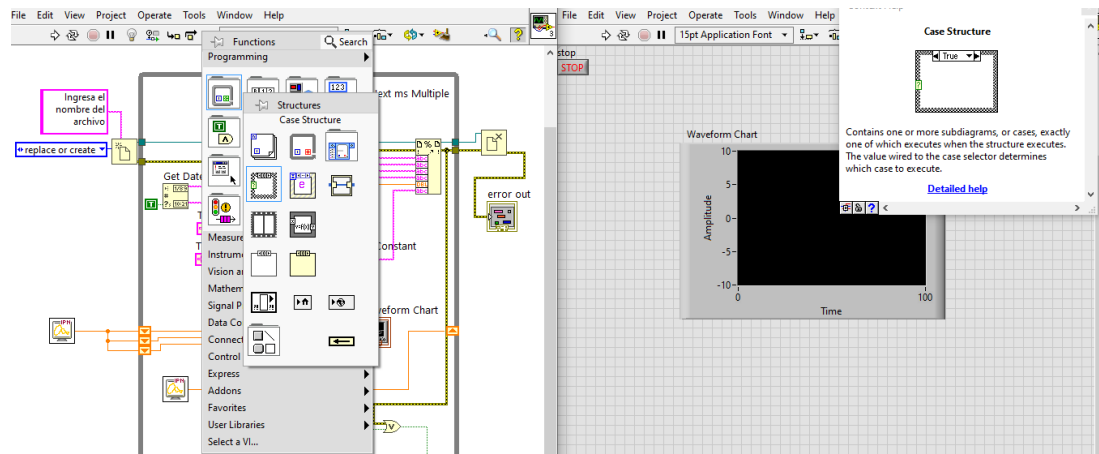 File Edit View Project Operate Tools Window Help
Functions
Search
Programming
Structures
Case Structure
Ingresa el
nombre del
archivo
replace or create
Get Date
ext ms Multiple
error out
Constant
veform Chart
Measure
Instrume
Vision a
Mathem
Signal P
Data Co
Connect
Control
Express
Addons
Favorites
User Libraries
Select a VI...
File Edit View Project Operate Tools Window Help
15pt Application Font
stop
STOP
Waveform Chart
Amplitude
10
5
0
-5
-10
0
100
Time
Case Structure
True
Contains one or more subdiagrams, or cases, exactly
one of which executes when the structure executes.
The value wired to the case selector determines
which case to execute.
Detailed help